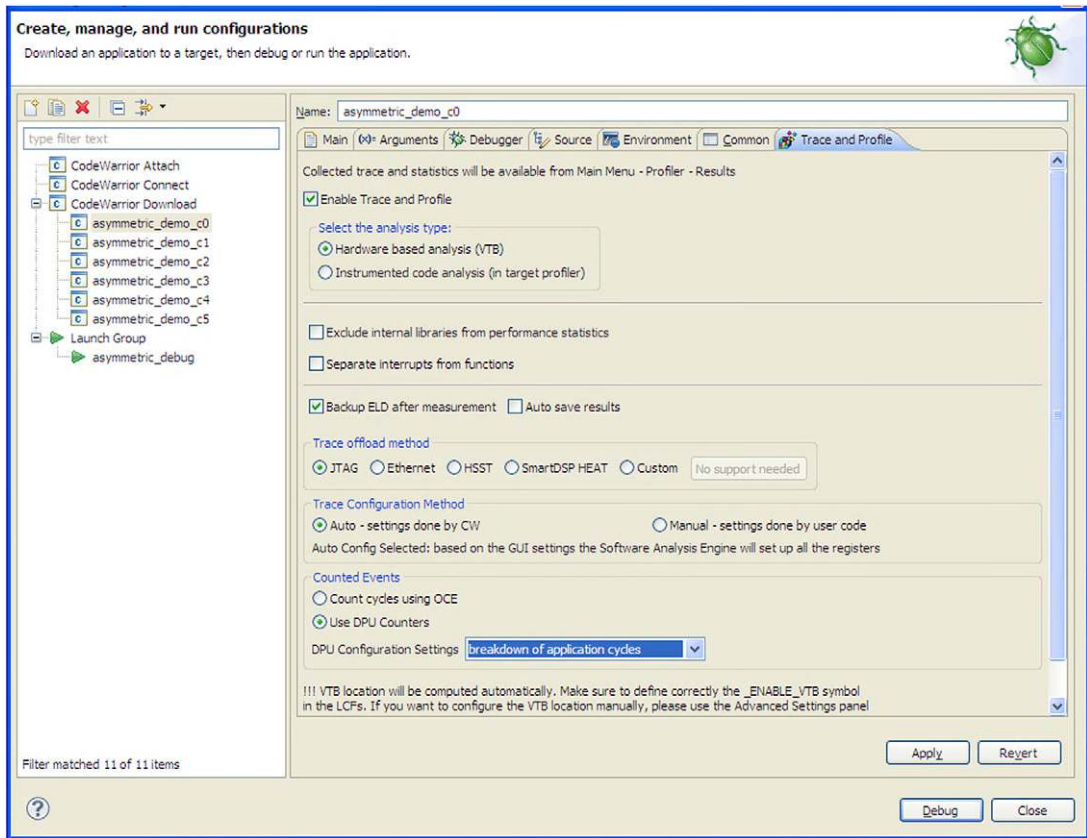 Create, manage, and run configurations
Download an application to a target, then debug or run the application.
type filter text
CodeWarrior Attach
CodeWarrior Connect
CodeWarrior Download
asymmetric_demo_c0
asymmetric_demo_c1
asymmetric_demo_c2
asymmetric_demo_c3
asymmetric_demo_c4
asymmetric_demo_c5
Launch Group
asymmetric_debug
Filter matched 11 of 11 items
Name: asymmetric_demo_c0
Main (x)= Arguments Debugger Source Environment Common Trace and Profile
Collected trace and statistics will be available from Main Menu - Profiler - Results
Enable Trace and Profile
Select the analysis type:
Hardware based analysis (VTB)
Instrumented code analysis (in target profiler)
Exclude internal libraries from performance statistics
Separate interrupts from functions
Backup ELD after measurement Auto save results
Trace offload method
JTAG Ethernet HSST SmartDSP HEAT Custom No support needed
Trace Configuration Method
Auto - settings done by CW Manual - settings done by user code
Auto Config Selected: based on the GUI settings the Software Analysis Engine will set up all the registers
Counted Events
Count cycles using OCE
Use DPU Counters
DPU Configuration Settings breakdown of application cycles
!!! VTB location will be computed automatically. Make sure to define correctly the _ENABLE_VTB symbol
in the LCFs. If you want to configure the VTB location manually, please use the Advanced Settings panel
Apply Revert
Debug Close